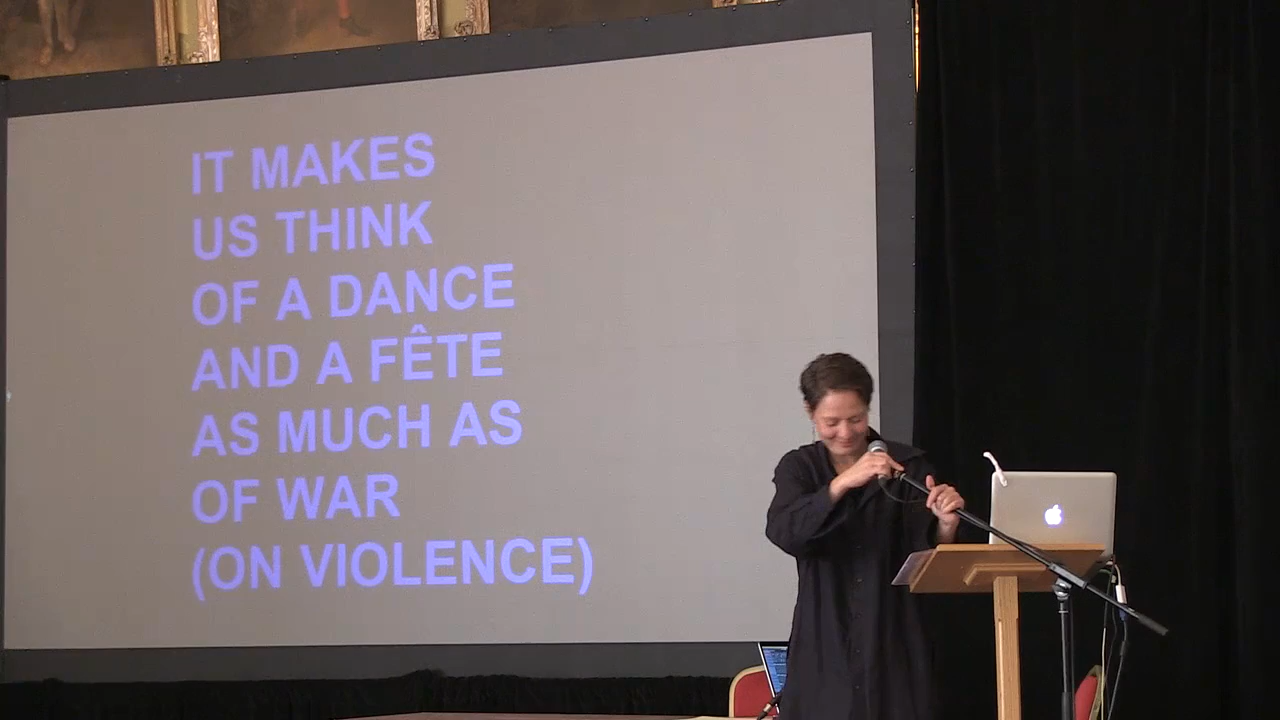 IT MAKES
US THINK
OF A DANCE
AND A FÊTE
AS MUCH AS
OF WAR
(ON VIOLENCE)